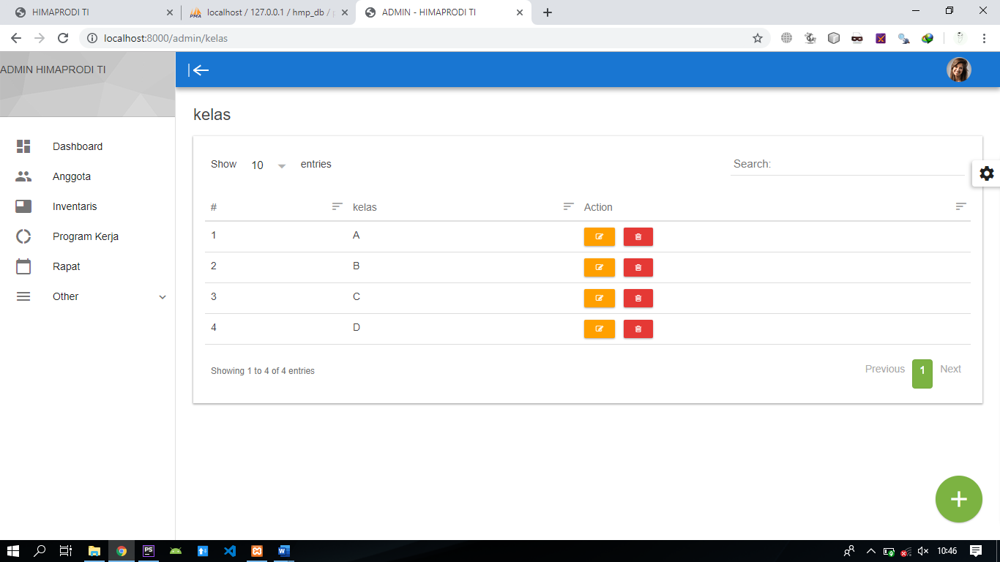 HIMAPRODI TI
localhost / 127.0.0.1 / hmp_db /
ADMIN - HIMAPRODI TI
localhost:8000/admin/kelas
ADMIN HIMAPRODI TI
Dashboard
Anggota
Inventaris
Program Kerja
Rapat
Other
kelas
Show 10 entries
Search:
# kelas Action
1 A
2 B
3 C
4 D
Showing 1 to 4 of 4 entries
Previous 1 Next
10:46